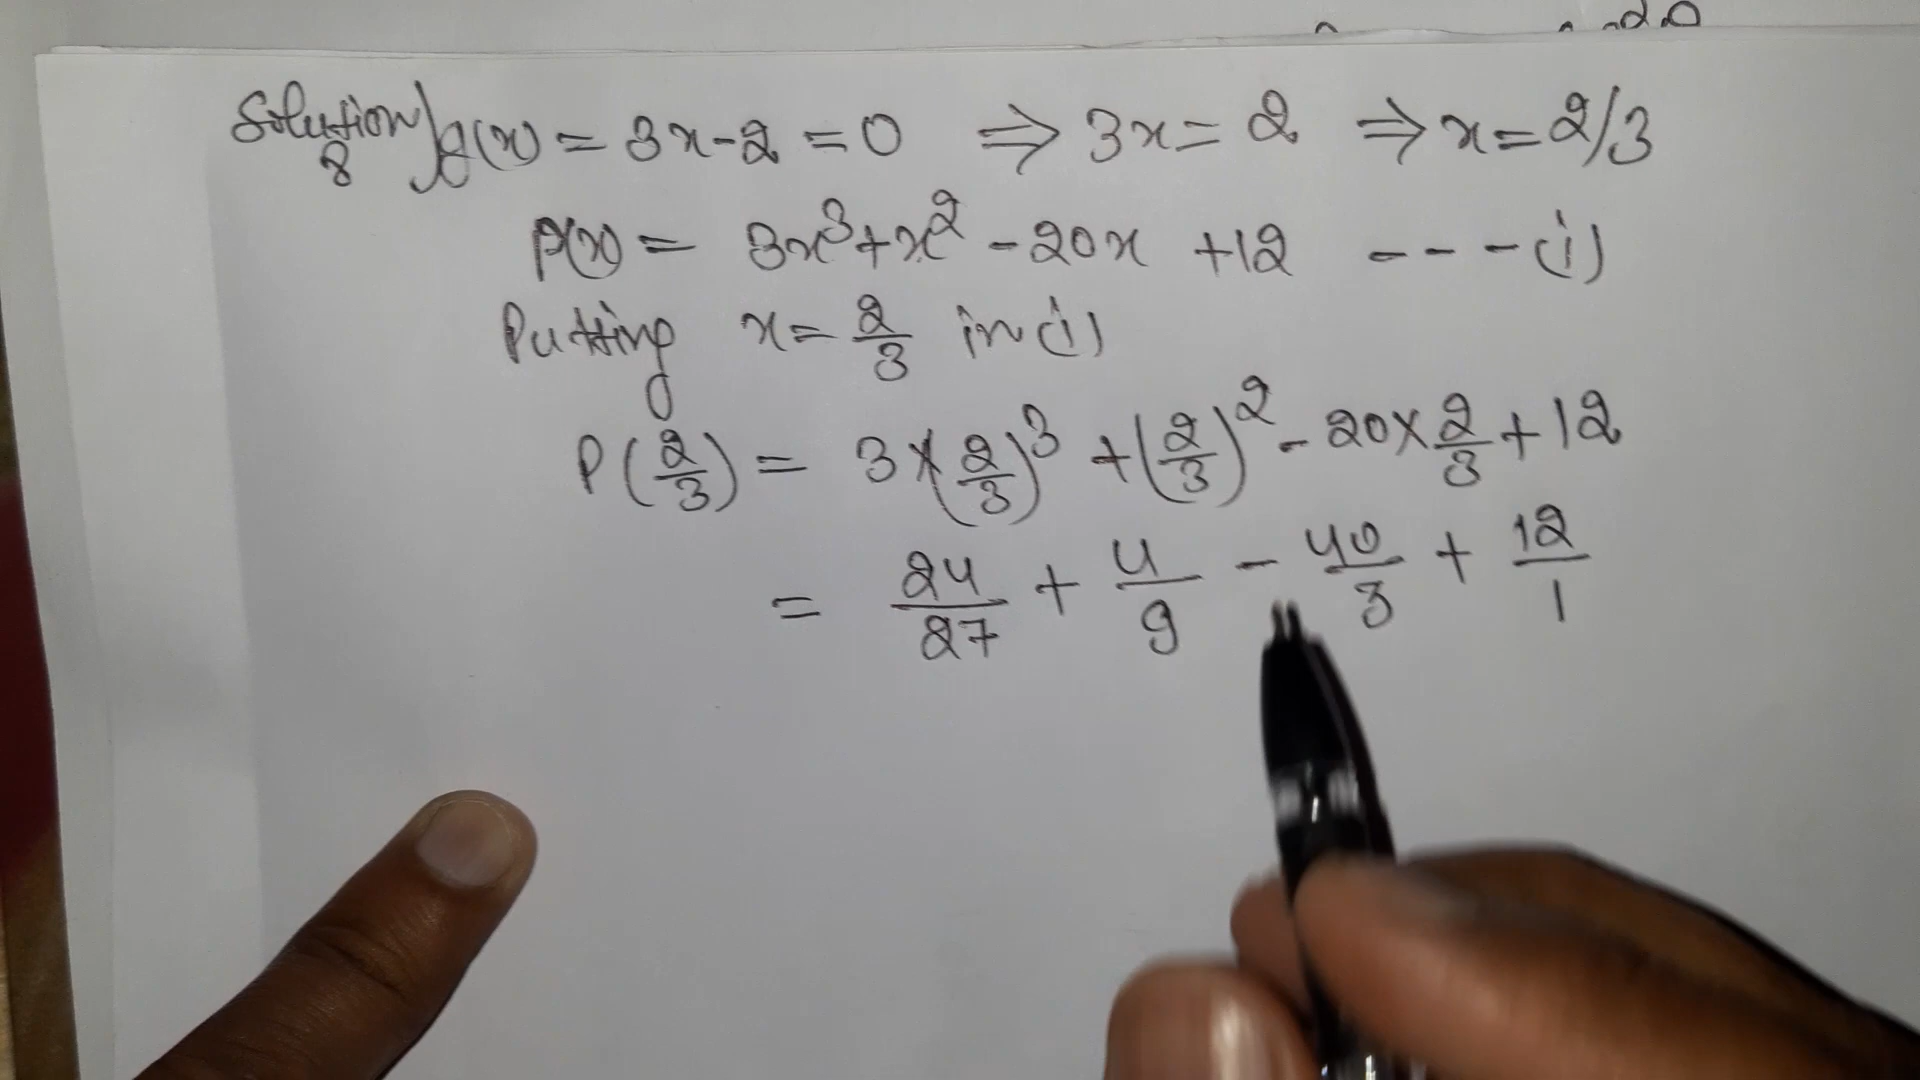 Solution:) g(x) = 3x-2 = 0 ⇒ 3x = 2 ⇒ x = 2/3
P(x) = 3x³+x² - 20x +12 --- (i)
Putting x = 2/3 in (i)
P(2/3) = 3×(2/3)³ + (2/3)² - 20×2/3 + 12
= 24/27 + 4/9 - 40/3 + 12/1